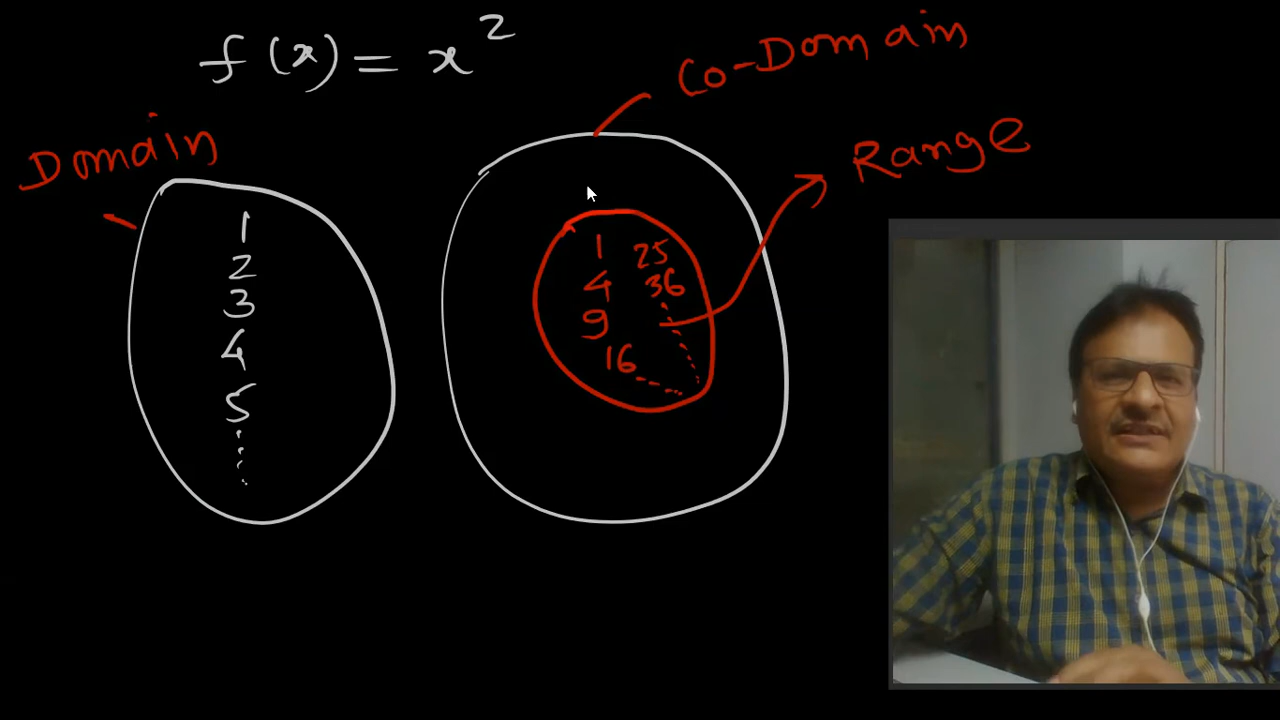 f(x) = x²
Co-Domain
Domain
Range
1
2
3
4
5
1 25
4 36
9
16